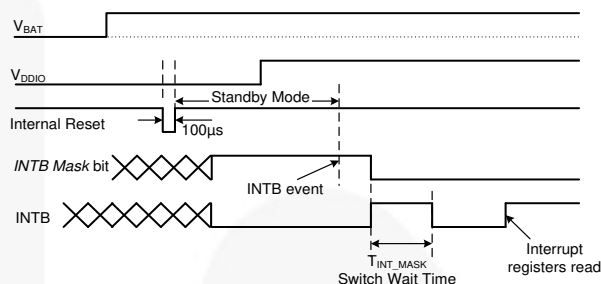 VBAT
VDDIO
Standby Mode
Internal Reset
100µs
INTB Mask bit
INTB event
INTB
TINT_MASK
Switch Wait Time
Interrupt
registers read